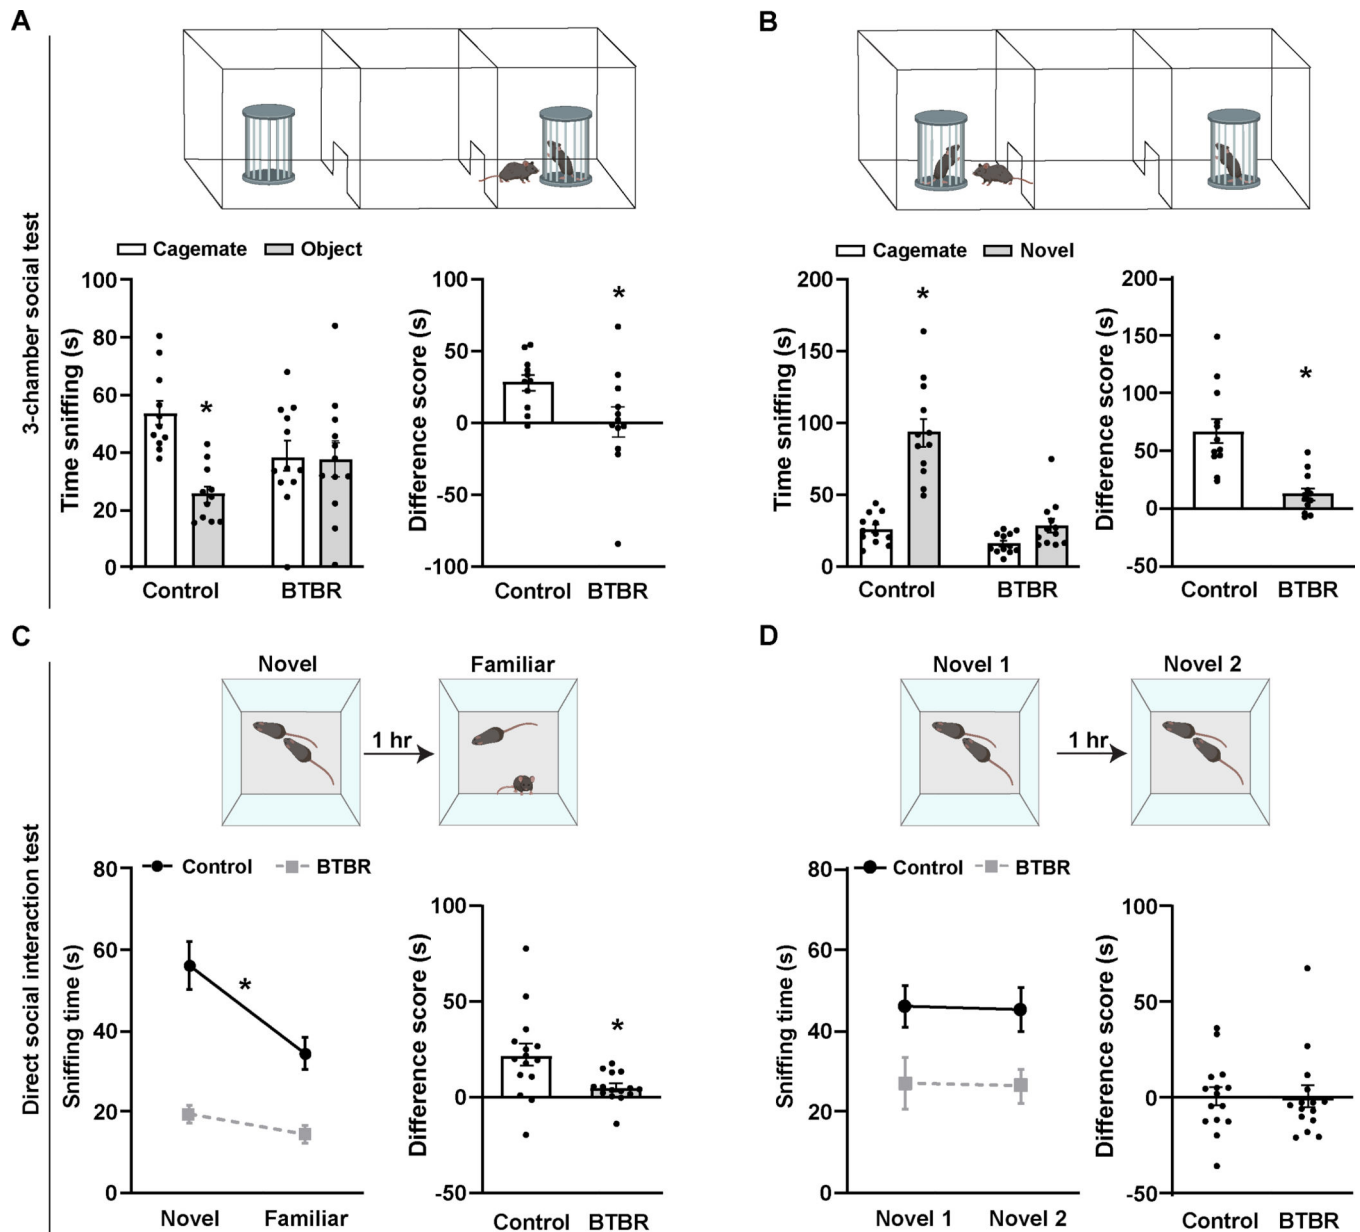 A
B
3-chamber social test
Cagemate Object
Time sniffing (s)
100
80
60
40
20
0
Control BTBR
*
Difference score (s)
100
50
0
-50
-100
Control BTBR
*
Cagemate Novel
Time sniffing (s)
200
150
100
50
0
Control BTBR
*
Difference score (s)
200
150
100
50
0
-50
Control BTBR
*
C
D
Direct social interaction test
Novel Familiar
1 hr
Control BTBR
Sniffing time (s)
80
60
40
20
0
Novel Familiar
*
Difference score (s)
100
50
0
-50
Control BTBR
*
Novel 1 Novel 2
1 hr
Control BTBR
Sniffing time (s)
80
60
40
20
0
Novel 1 Novel 2
Difference score (s)
100
50
0
-50
Control BTBR